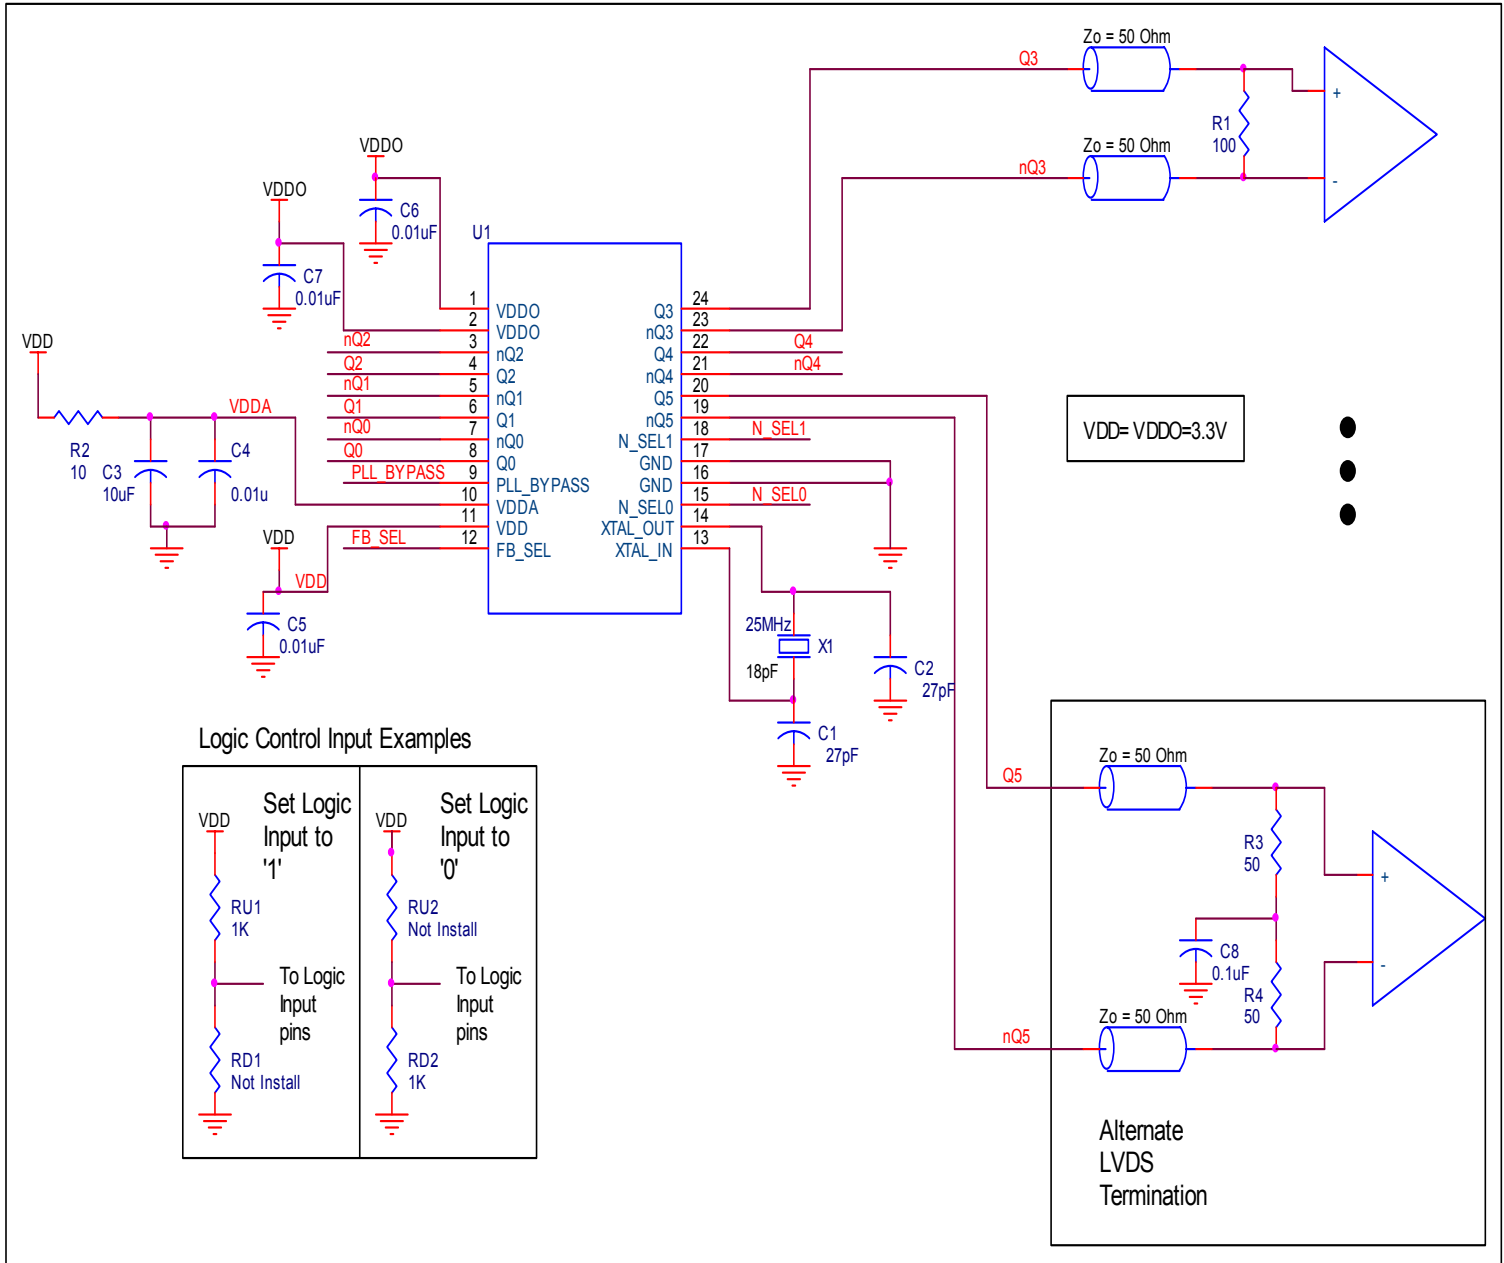 Zo = 50 Ohm
Q3
+
R1
100
Zo = 50 Ohm
nQ3
-
VDDO
C6
0.01uF
VDDO
C7
0.01uF
U1
1 VDDO
2 VDDO
nQ2 3 nQ2
Q2 4 Q2
nQ1 5 nQ1
Q1 6 Q1
nQ0 7 nQ0
Q0 8 Q0
PLL_BYPASS 9 PLL_BYPASS
10 VDDA
11 VDD
FB_SEL 12 FB_SEL
Q3 24
nQ3 23
Q4 22 Q4
nQ4 21 nQ4
Q5 20
nQ5 19
N_SEL1 18 N_SEL1
GND 17
GND 16
N_SEL0 15 N_SEL0
XTAL_OUT 14
XTAL_IN 13
VDD
VDDA
R2
10
C3
10uF
C4
0.01u
VDD
VDD
C5
0.01uF
VDD= VDDO=3.3V
25MHz
X1
18pF
C2
27pF
C1
27pF
Logic Control Input Examples
VDD
Set Logic
Input to
'1'
RU1
1K
To Logic
Input
pins
RD1
Not Install
VDD
Set Logic
Input to
'0'
RU2
Not Install
To Logic
Input
pins
RD2
1K
Q5
Zo = 50 Ohm
R3
50
+
C8
0.1uF
R4
50
-
nQ5
Zo = 50 Ohm
Alternate
LVDS
Termination